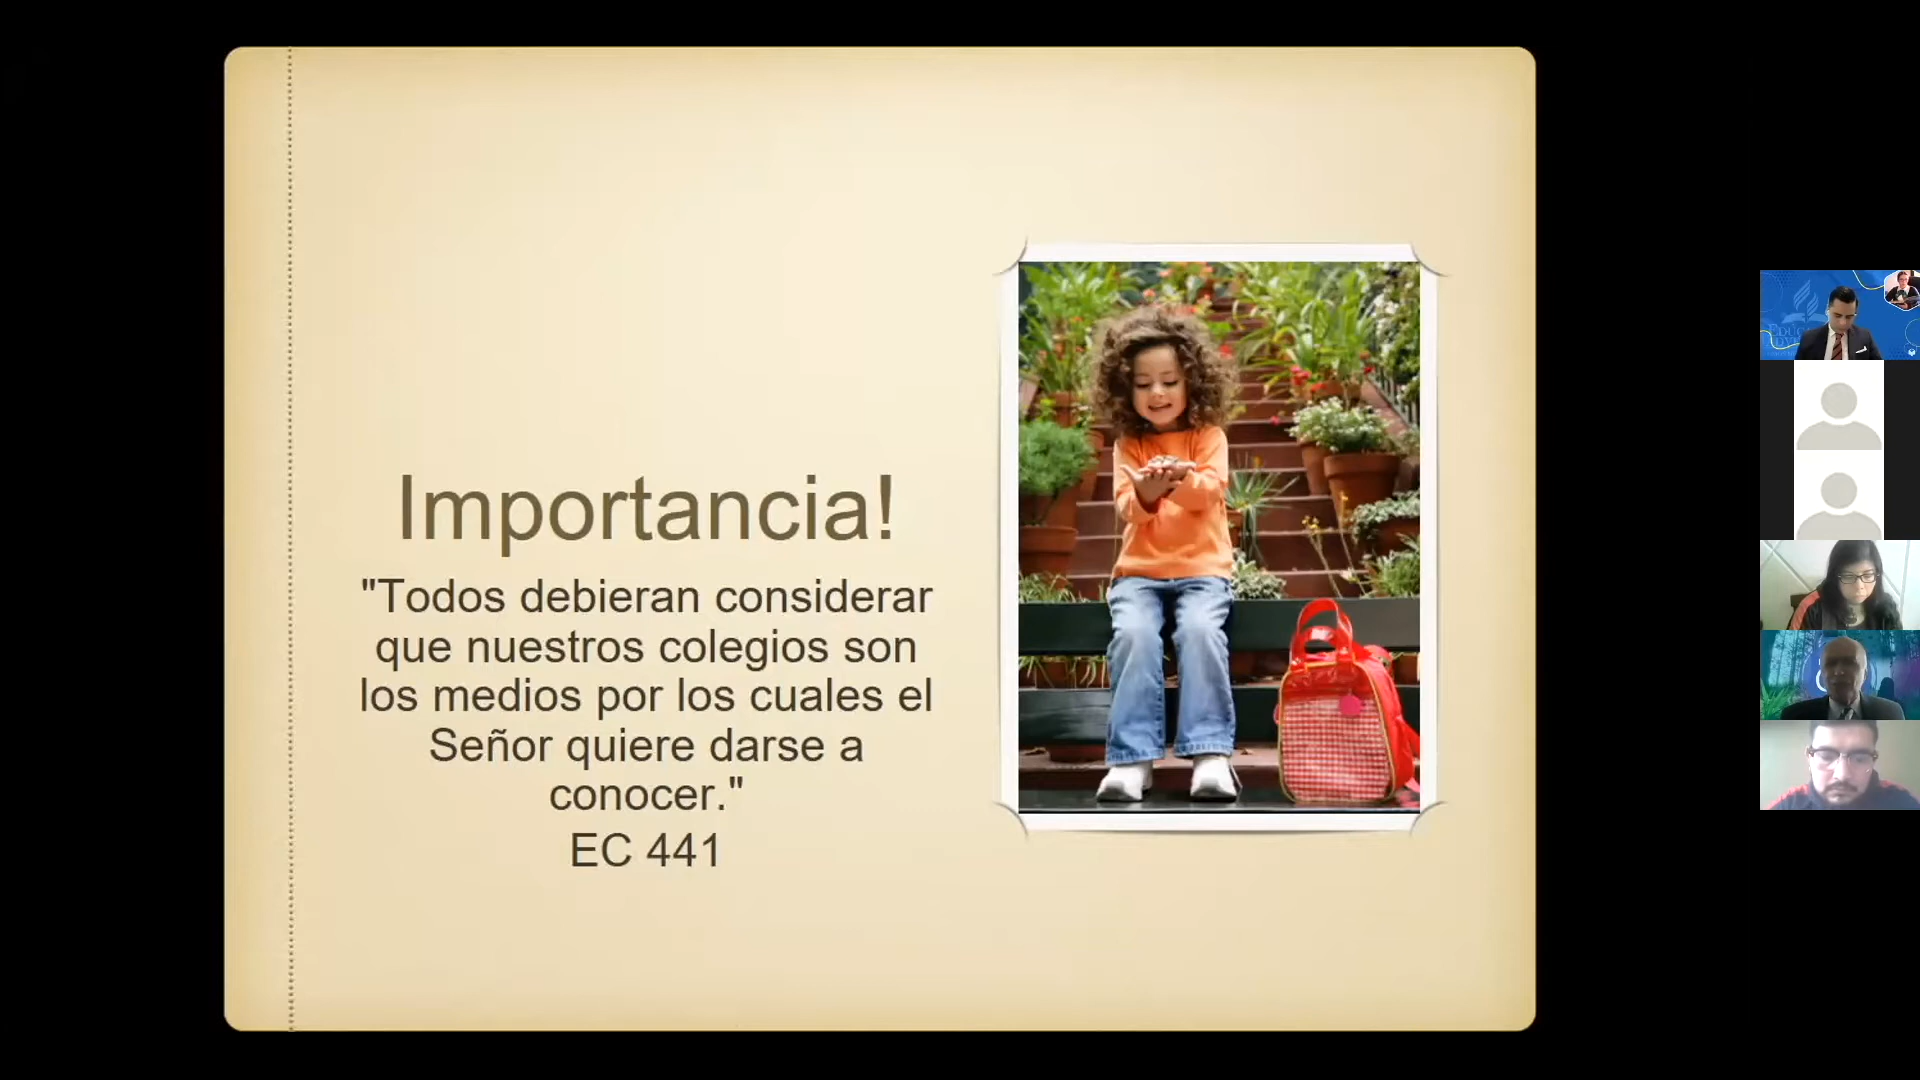 Importancia!
"Todos debieran considerar
que nuestros colegios son
los medios por los cuales el
Señor quiere darse a
conocer."
EC 441